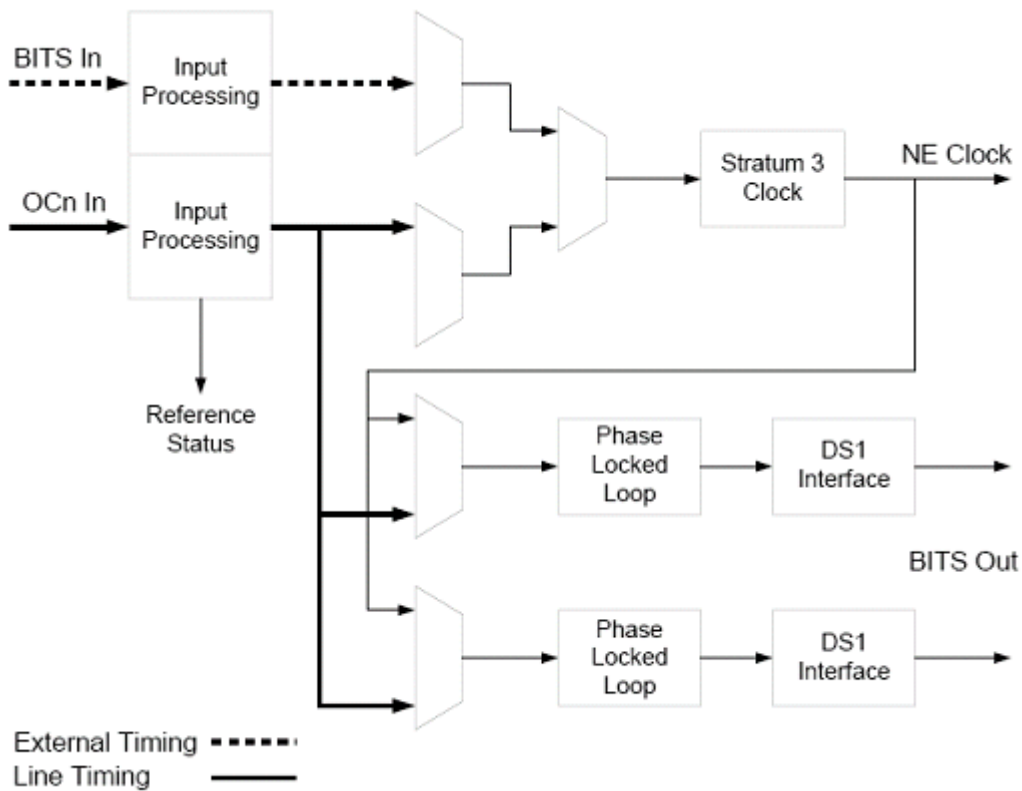 BITS In
Input
Processing
OCn In
Input
Processing
Reference
Status
Stratum 3
Clock
NE Clock
Phase
Locked
Loop
DS1
Interface
BITS Out
Phase
Locked
Loop
DS1
Interface
External Timing
Line Timing